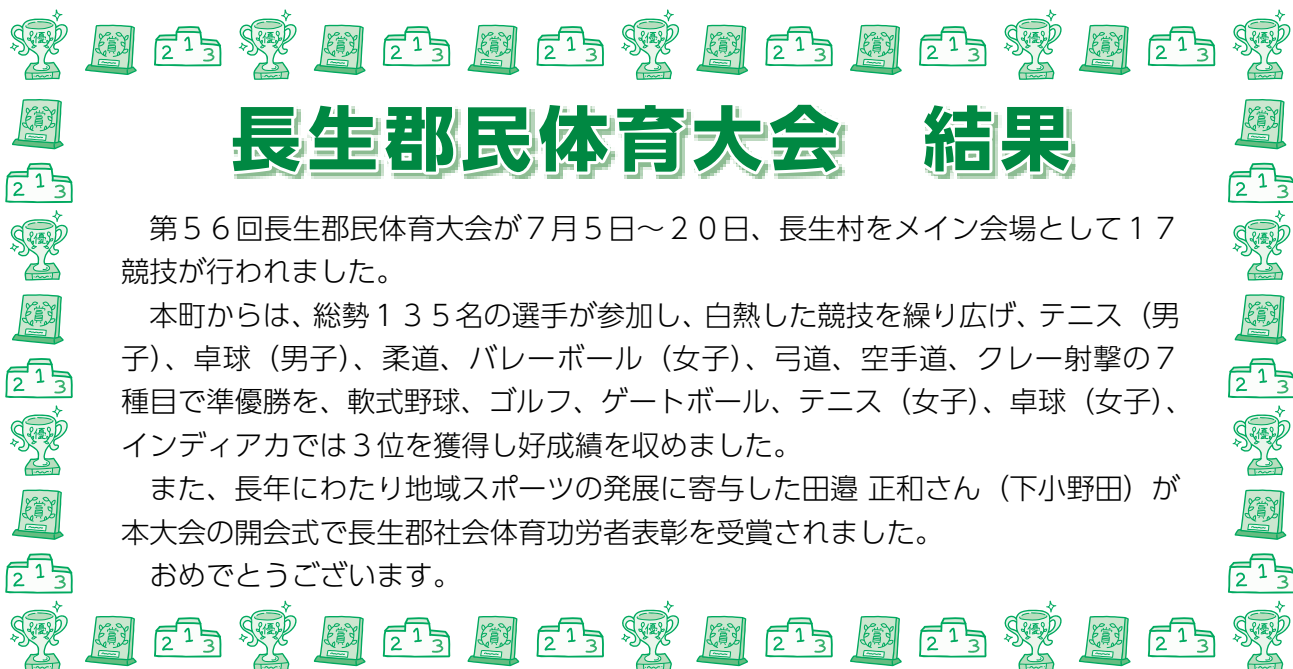 長生郡民体育大会　結果
　第５６回長生郡民体育大会が７月５日～２０日、長生村をメイン会場として１７
競技が行われました。
　本町からは、総勢１３５名の選手が参加し、白熱した競技を繰り広げ、テニス（男
子）、卓球（男子）、柔道、バレーボール（女子）、弓道、空手道、クレー射撃の７
種目で準優勝を、軟式野球、ゴルフ、ゲートボール、テニス（女子）、卓球（女子）、
インディアカでは３位を獲得し好成績を収めました。
　また、長年にわたり地域スポーツの発展に寄与した田邉 正和さん（下小野田）が
本大会の開会式で長生郡社会体育功労者表彰を受賞されました。
　おめでとうございます。